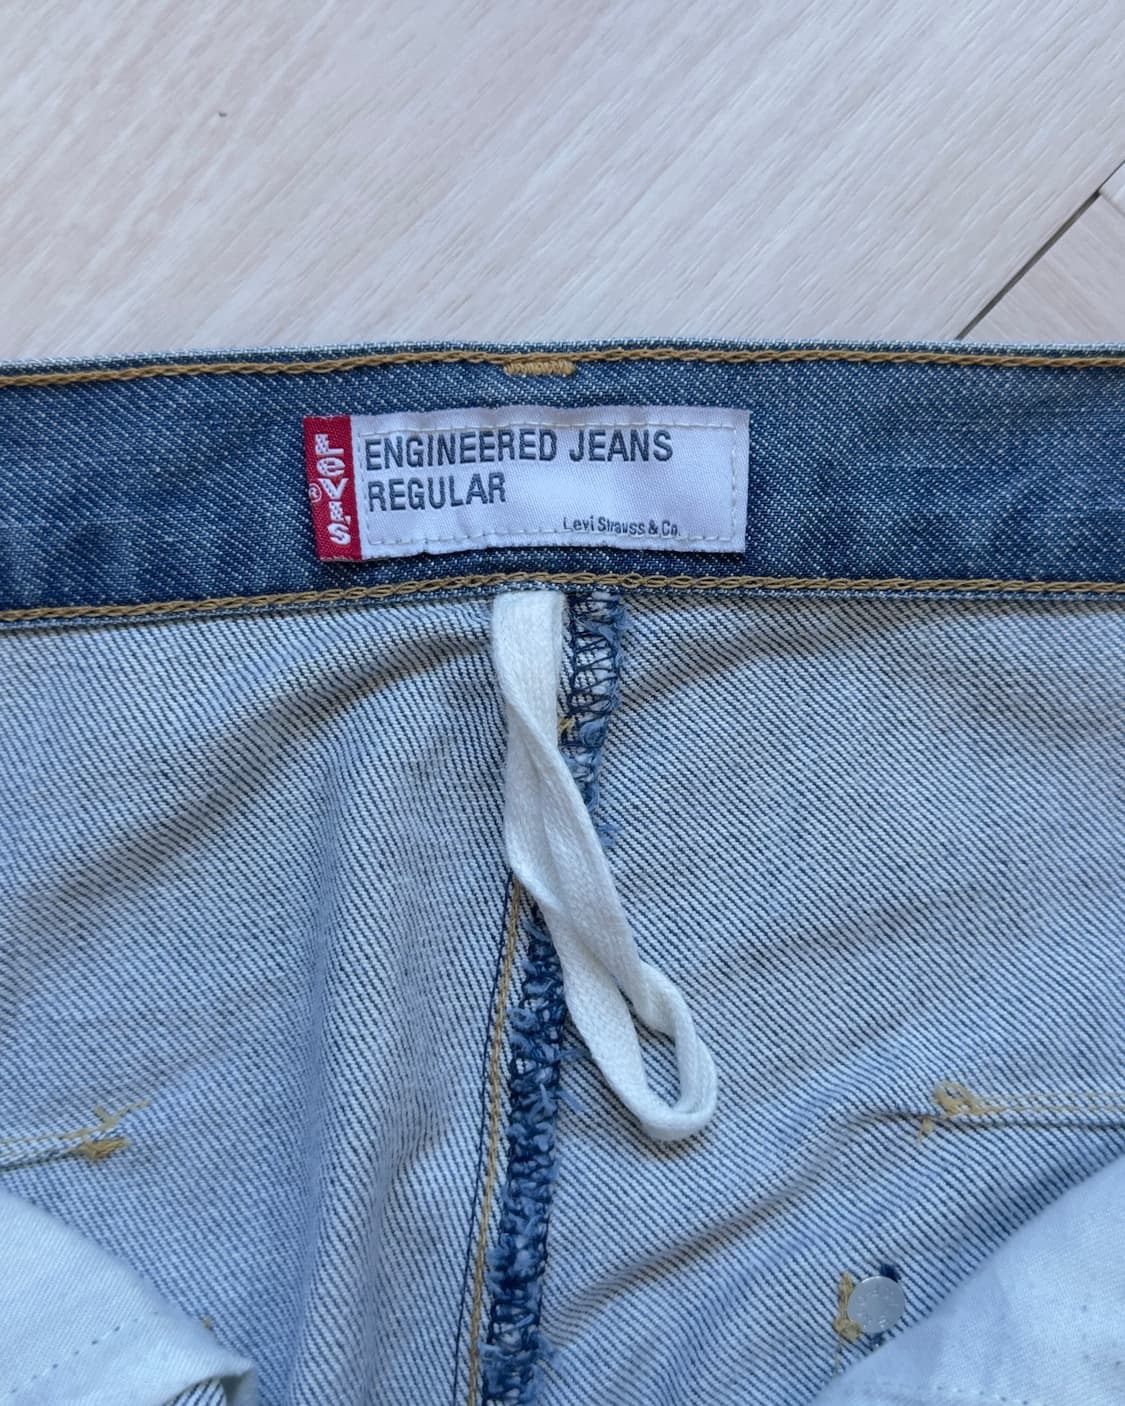 LEVI'S®
ENGINEERED JEANS
REGULAR
Levi Strauss & Co.